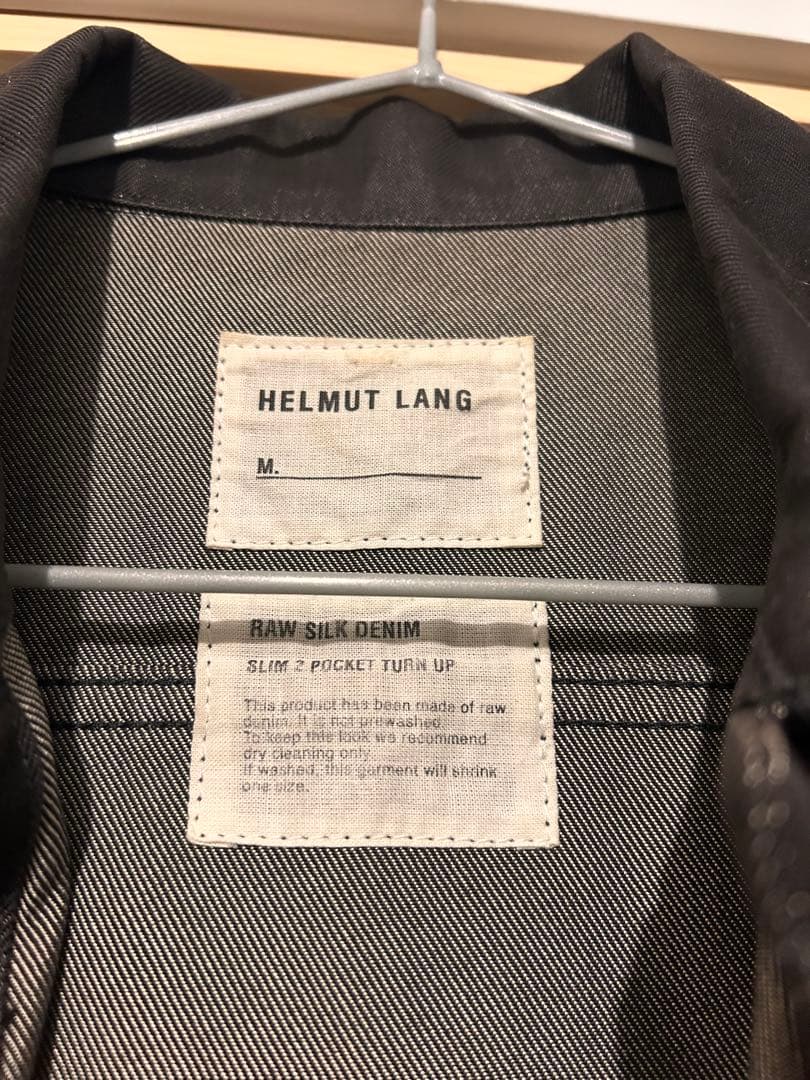 HELMUT LANG
M.
RAW SILK DENIM
SLIM 2 POCKET TURN UP
This product has been made of raw
denim. It is not prewashed.
To keep this look we recommend
dry cleaning only.
If washed, this garment will shrink
one size.